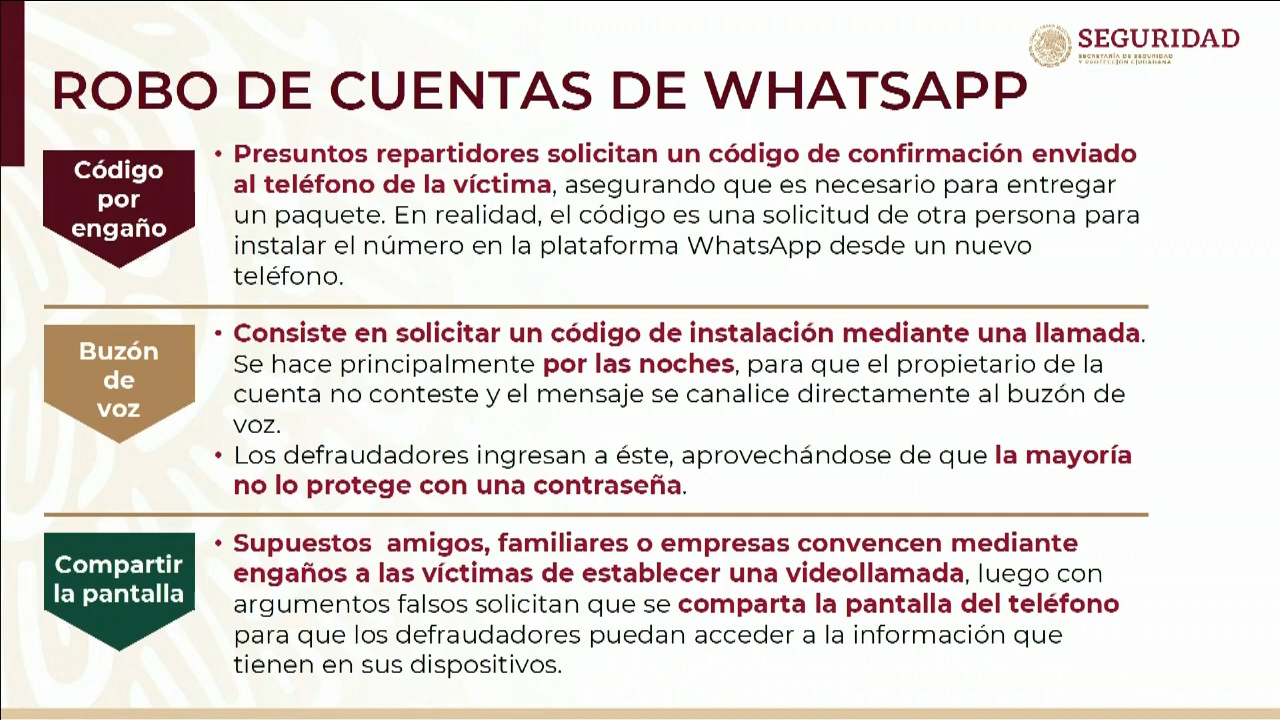 SEGURIDAD
SECRETARÍA DE SEGURIDAD
Y PROTECCIÓN CIUDADANA
ROBO DE CUENTAS DE WHATSAPP
Código
por
engaño
• Presuntos repartidores solicitan un código de confirmación enviado
al teléfono de la víctima, asegurando que es necesario para entregar
un paquete. En realidad, el código es una solicitud de otra persona para
instalar el número en la plataforma WhatsApp desde un nuevo
teléfono.
Buzón
de
voz
• Consiste en solicitar un código de instalación mediante una llamada.
Se hace principalmente por las noches, para que el propietario de la
cuenta no conteste y el mensaje se canalice directamente al buzón de
voz.
• Los defraudadores ingresan a éste, aprovechándose de que la mayoría
no lo protege con una contraseña.
Compartir
la pantalla
• Supuestos  amigos, familiares o empresas convencen mediante
engaños a las víctimas de establecer una videollamada, luego con
argumentos falsos solicitan que se comparta la pantalla del teléfono
para que los defraudadores puedan acceder a la información que
tienen en sus dispositivos.